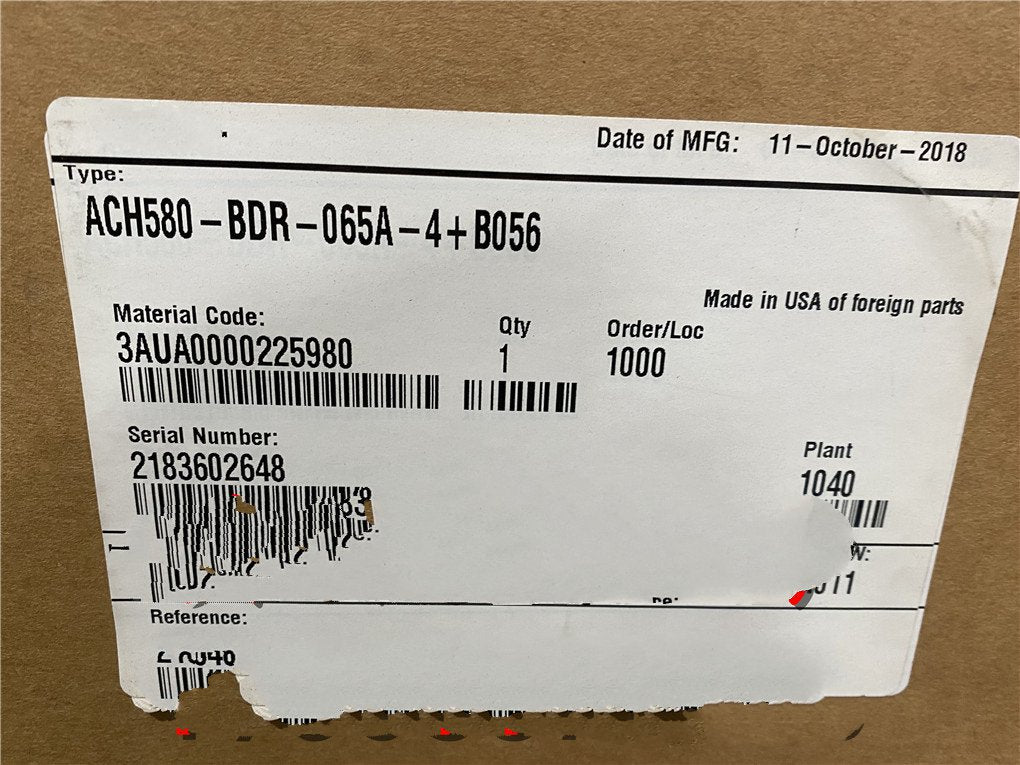 Date of MFG: 11-October-2018
Type:
ACH580-BDR-065A-4+B056
Made in USA of foreign parts
Material Code:
3AUA0000225980
Qty
1
Order/Loc
1000
Serial Number:
2183602648
Plant
1040
W:
Reference: